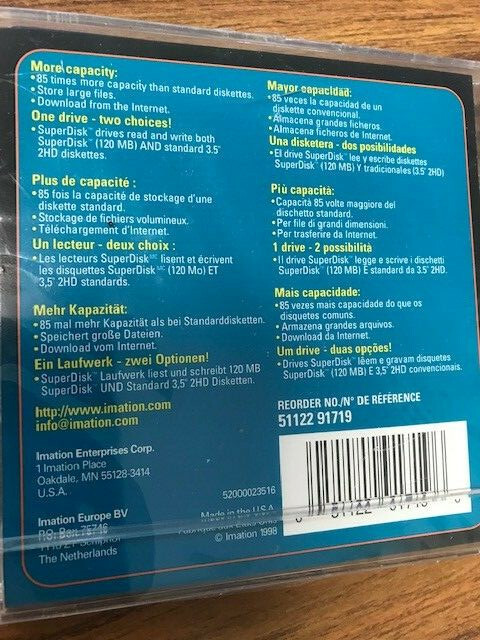 More capacity:
• 85 times more capacity than standard diskettes.
• Store large files.
• Download from the Internet.
One drive - two choices!
• SuperDisk™ drives read and write both
SuperDisk™ (120 MB) AND standard 3.5"
2HD diskettes.
Plus de capacité :
• 85 fois la capacité de stockage d'une
diskette standard.
• Stockage de fichiers volumineux.
• Téléchargement d'Internet.
Un lecteur - deux choix :
• Les lecteurs SuperDisk MC lisent et écrivent
les disquettes SuperDisk MC (120 Mo) ET
3,5" 2HD standards.
Mehr Kapazität:
• 85 mal mehr Kapazität als bei Standarddisketten.
• Speichert große Dateien.
• Download vom Internet.
Ein Laufwerk - zwei Optionen!
• SuperDisk™ Laufwerk liest und schreibt 120 MB
SuperDisk™ UND Standard 3,5" 2HD Disketten.
http://www.imation.com
info@imation.com
Imation Enterprises Corp.
1 Imation Place
Oakdale, MN 55128-3414
U.S.A.
Imation Europe BV
P.O. Box 75746
Schiphol
The Netherlands
Mayor capacidad:
• 85 veces la capacidad de un
diskette convencional.
• Almacena grandes ficheros.
• Almacena ficheros de Internet.
Una disketera - dos posibilidades
• El drive SuperDisk™ lee y escribe diskettes
SuperDisk™ (120 MB) Y tradicionales (3.5" 2HD)
Più capacità:
• Capacità 85 volte maggiore del
dischetto standard.
• Per file di grandi dimensioni.
• Per trasferire da Internet.
1 drive - 2 possibilità
• Il drive SuperDisk™ legge e scrive i dischetti
SuperDisk™ (120 MB) E standard da 3.5" 2HD.
Mais capacidade:
• 85 vezes mais capacidade do que os
disquetes comuns.
• Armazena grandes arquivos.
• Download da Internet.
Um drive - duas opções!
• Drives SuperDisk™ lêem e gravam disquetes
SuperDisk™ (120 MB) E 3,5" 2HD convencionais.
REORDER NO./N° DE RÉFÉRENCE
51122 91719
52000023516
Made in the U.S.A.
Fabriqué aux États-Unis
© Imation 1998